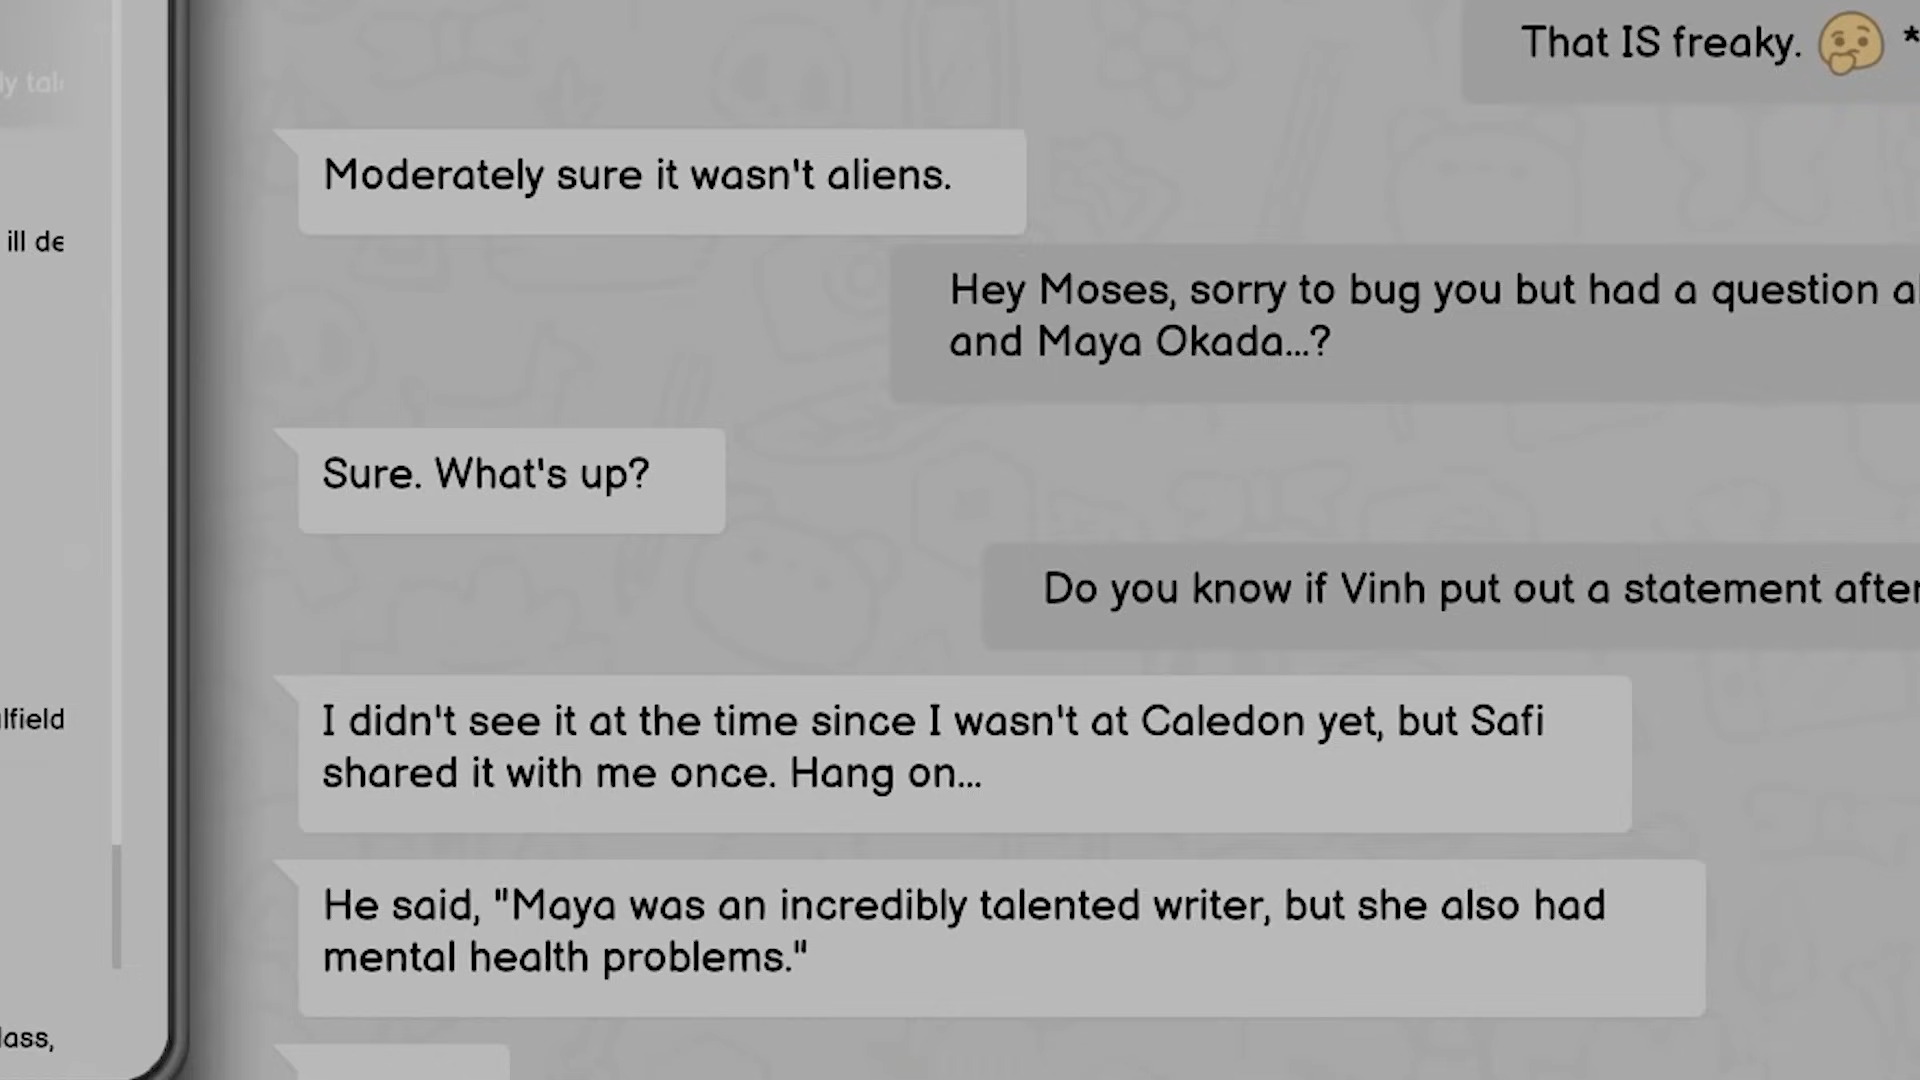 ly tal
ill de
lfield
lass,
That IS freaky. 🤔 *
Moderately sure it wasn't aliens.
Hey Moses, sorry to bug you but had a question a
and Maya Okada...?
Sure. What's up?
Do you know if Vinh put out a statement after
I didn't see it at the time since I wasn't at Caledon yet, but Safi
shared it with me once. Hang on...
He said, "Maya was an incredibly talented writer, but she also had
mental health problems."